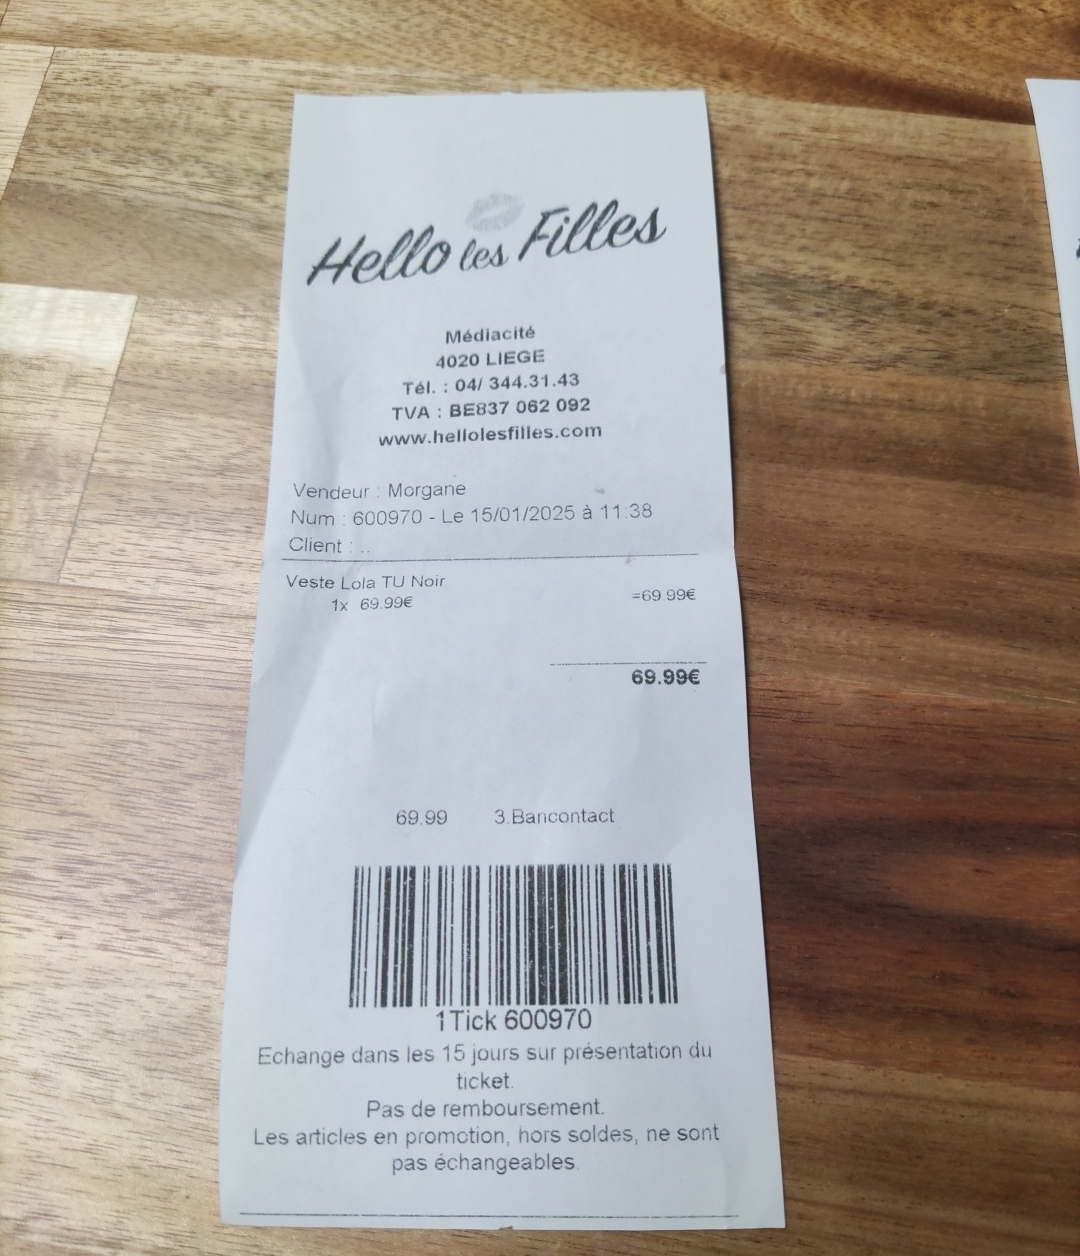 Hello les Filles
Médiacité
4020 LIEGE
Tél. : 04/ 344.31.43
TVA : BE837 062 092
www.hellolesfilles.com
Vendeur : Morgane
Num : 600970 - Le 15/01/2025 à 11:38
Client : ..
Veste Lola TU Noir
1x 69.99€ =69.99€
69.99€
69.99 3.Bancontact
1Tick 600970
Echange dans les 15 jours sur présentation du
ticket.
Pas de remboursement.
Les articles en promotion, hors soldes, ne sont
pas échangeables.